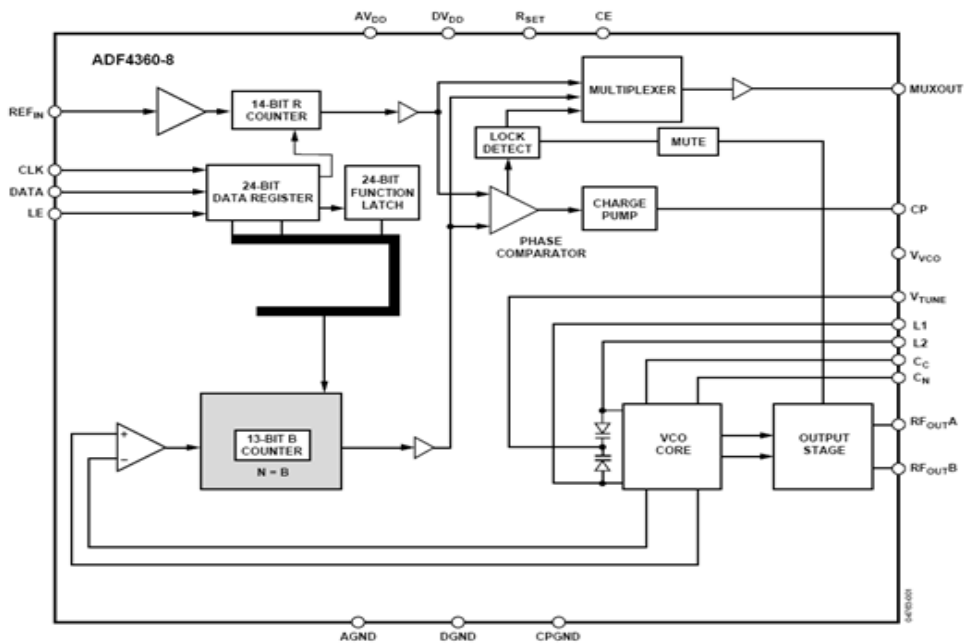 AVDD DVDD RSET CE
ADF4360-8
REFIN
14-BIT R
COUNTER
MULTIPLEXER
MUXOUT
LOCK
DETECT
MUTE
CLK
DATA
LE
24-BIT
DATA REGISTER
24-BIT
FUNCTION
LATCH
CHARGE
PUMP
CP
PHASE
COMPARATOR
VVCO
VTUNE
L1
L2
CC
CN
+
−
13-BIT B
COUNTER
N = B
VCO
CORE
OUTPUT
STAGE
RFOUTA
RFOUTB
AGND DGND CPGND
04763-001